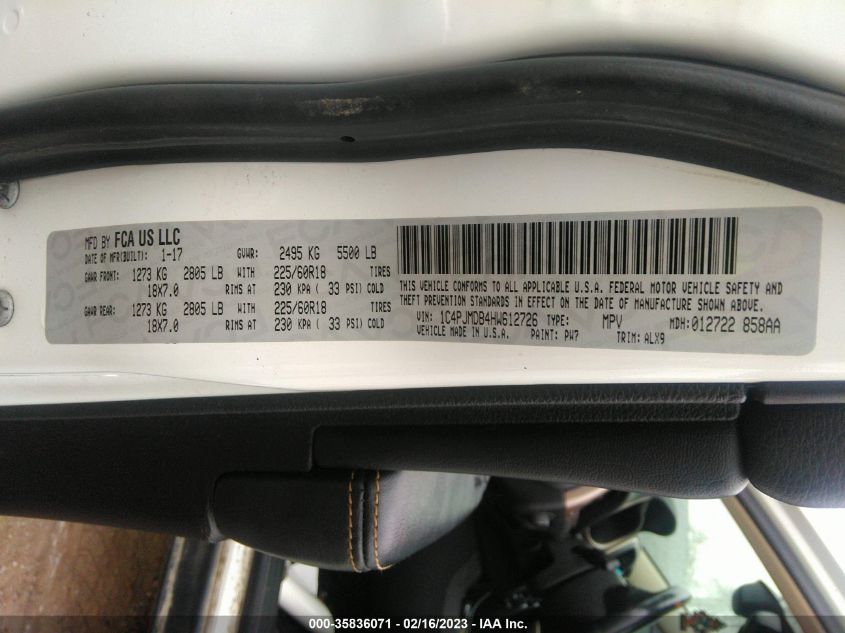 MFD BY FCA US LLC
DATE OF MFR(BUILT): 1-17 GVWR: 2495 KG 5500 LB
GAWR FRONT: 1273 KG 2805 LB WITH 225/60R18 TIRES
18X7.0 RIMS AT 230 KPA ( 33 PSI) COLD
GAWR REAR: 1273 KG 2805 LB WITH 225/60R18 TIRES
18X7.0 RIMS AT 230 KPA ( 33 PSI) COLD
THIS VEHICLE CONFORMS TO ALL APPLICABLE U.S.A. FEDERAL MOTOR VEHICLE SAFETY AND
THEFT PREVENTION STANDARDS IN EFFECT ON THE DATE OF MANUFACTURE SHOWN ABOVE.
VIN: 1C4PJMDB4HW612726 TYPE: MPV MDH: 012722 858AA
VEHICLE MADE IN U.S.A. PAINT: PW7 TRIM: ALX9
000-35836071 - 02/16/2023 - IAA Inc.